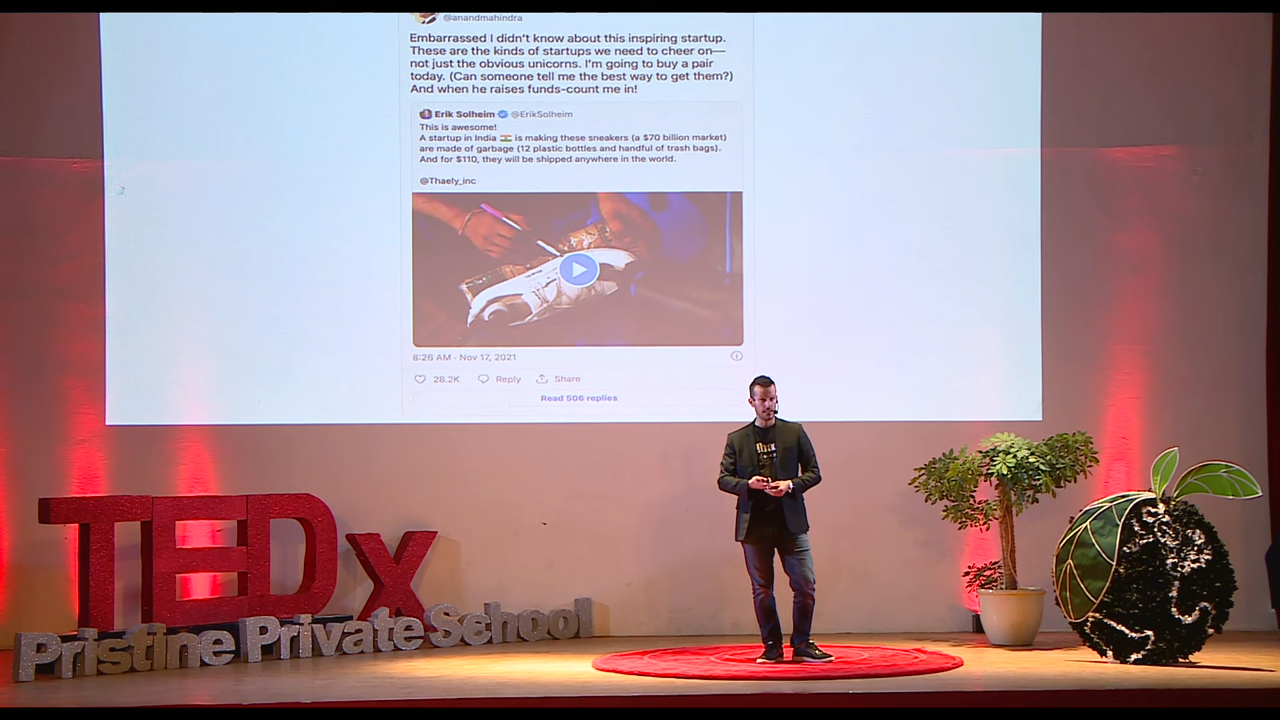 @anandmahindra
Embarrassed I didn't know about this inspiring startup.
These are the kinds of startups we need to cheer on—
not just the obvious unicorns. I'm going to buy a pair
today. (Can someone tell me the best way to get them?)
And when he raises funds-count me in!
Erik Solheim @ErikSolheim
This is awesome!
A startup in India 🇮🇳 is making these sneakers (a $70 billion market)
are made of garbage (12 plastic bottles and handful of trash bags).
And for $110, they will be shipped anywhere in the world.
@Thaely_inc
8:26 AM · Nov 17, 2021
28.2K Reply Share
Read 506 replies
TEDx
Pristine Private School